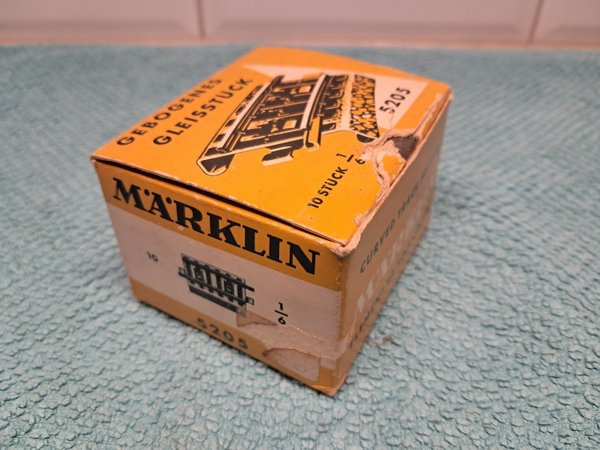 GEBOGENES
GLEISSTÜCK
5205
10 STÜCK 1/6
MÄRKLIN
10
1/6
5205
CURVED TRACK